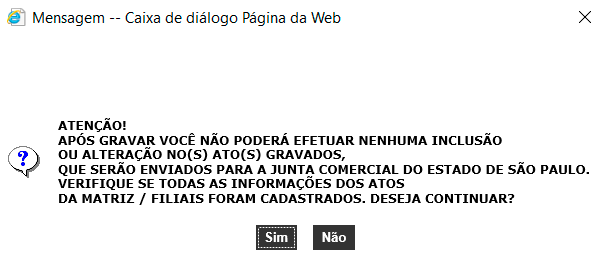 Mensagem -- Caixa de diálogo Página da Web
ATENÇÃO!
APÓS GRAVAR VOCÊ NÃO PODERÁ EFETUAR NENHUMA INCLUSÃO
OU ALTERAÇÃO NO(S) ATO(S) GRAVADOS,
QUE SERÃO ENVIADOS PARA A JUNTA COMERCIAL DO ESTADO DE SÃO PAULO.
VERIFIQUE SE TODAS AS INFORMAÇÕES DOS ATOS
DA MATRIZ / FILIAIS FORAM CADASTRADOS. DESEJA CONTINUAR?
Sim Não